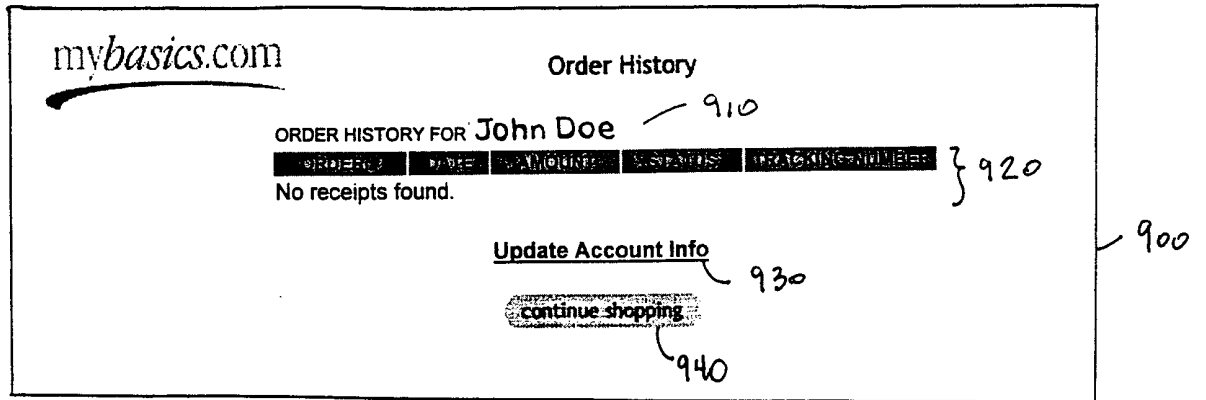 mybasics.com
Order History
910
ORDER HISTORY FOR John Doe
ORDER # DATE AMOUNT STATUS TRACKING NUMBER
920
No receipts found.
900
Update Account Info
930
continue shopping
940